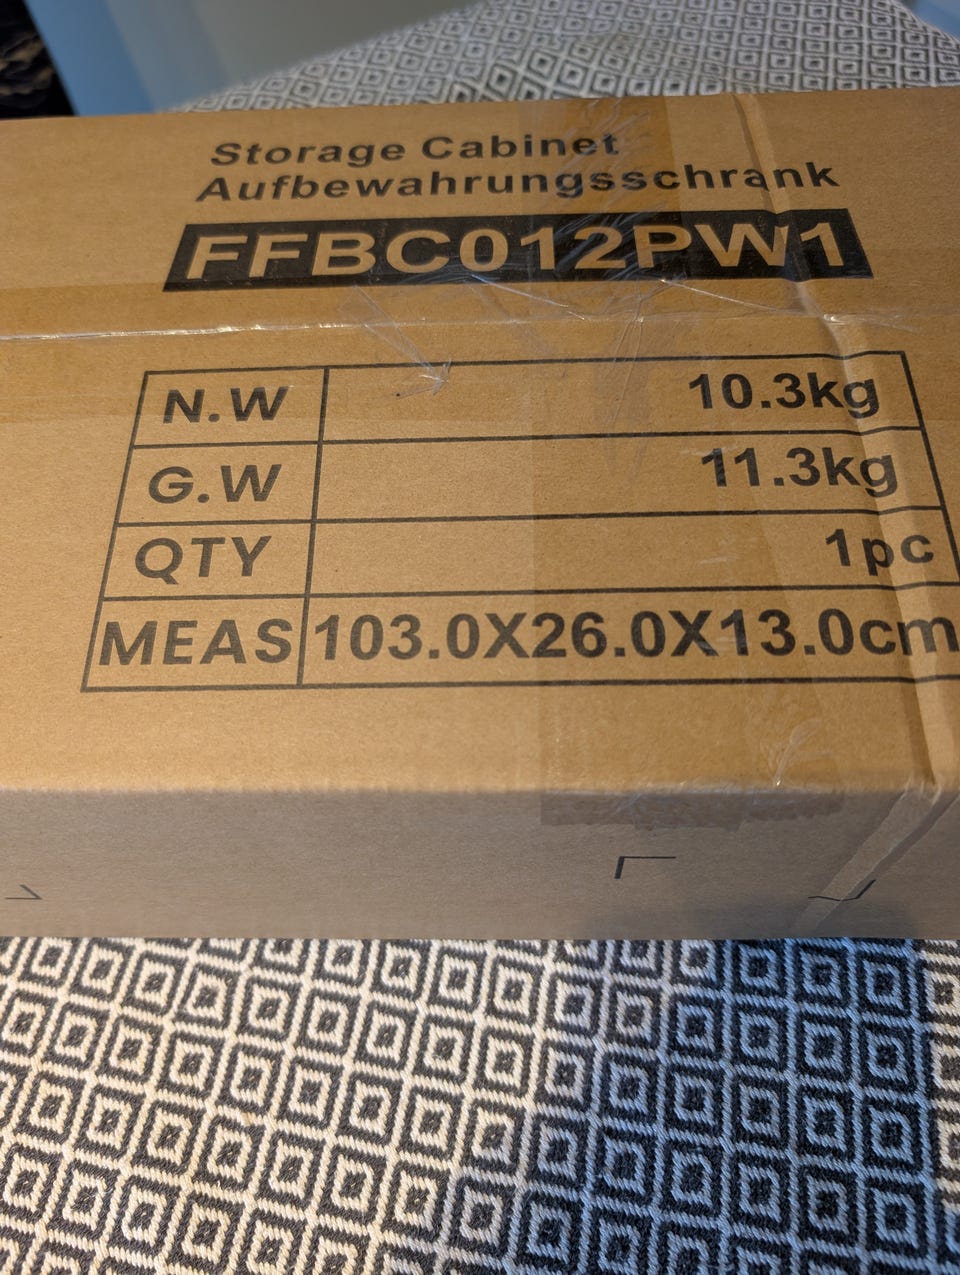 Storage Cabinet
Aufbewahrungsschrank
FFBC012PW1
N.W 10.3kg
G.W 11.3kg
QTY 1pc
MEAS 103.0X26.0X13.0cm